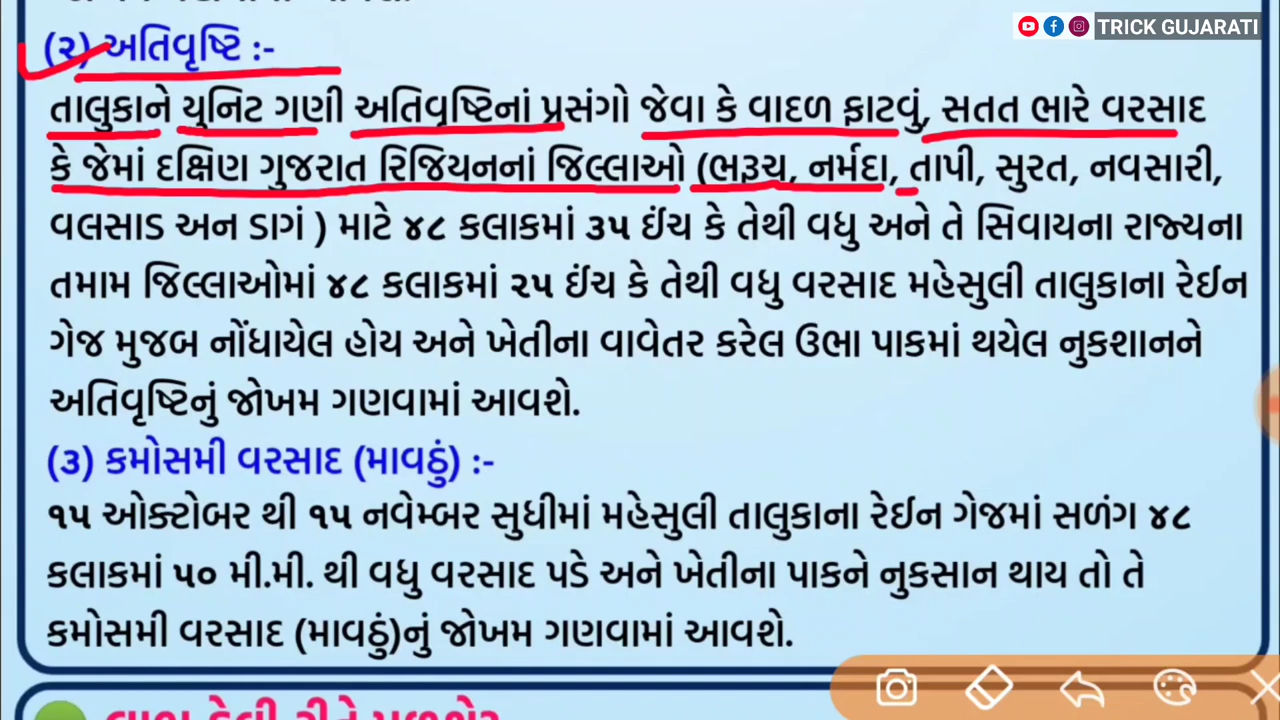 TRICK GUJARATI
(૨) અતિવૃષ્ટિ :-
તાલુકાને યુનિટ ગણી અતિવૃષ્ટિનાં પ્રસંગો જેવા કે વાદળ ફાટવું, સતત ભારે વરસાદ
કે જેમાં દક્ષિણ ગુજરાત રિજિયનનાં જિલ્લાઓ (ભરૂચ, નર્મદા, તાપી, સુરત, નવસારી,
વલસાડ અન ડાગં ) માટે ૪૮ કલાકમાં ૩૫ ઈંચ કે તેથી વધુ અને તે સિવાયના રાજ્યના
તમામ જિલ્લાઓમાં ૪૮ કલાકમાં ૨૫ ઈંચ કે તેથી વધુ વરસાદ મહેસુલી તાલુકાના રેઈન
ગેજ મુજબ નોંધાયેલ હોય અને ખેતીના વાવેતર કરેલ ઉભા પાકમાં થયેલ નુકશાનને
અતિવૃષ્ટિનું જોખમ ગણવામાં આવશે.
(૩) કમોસમી વરસાદ (માવઠું) :-
૧૫ ઓક્ટોબર થી ૧૫ નવેમ્બર સુધીમાં મહેસુલી તાલુકાના રેઈન ગેજમાં સળંગ ૪૮
કલાકમાં ૫૦ મી.મી. થી વધુ વરસાદ પડે અને ખેતીના પાકને નુકસાન થાય તો તે
કમોસમી વરસાદ (માવઠું)નું જોખમ ગણવામાં આવશે.